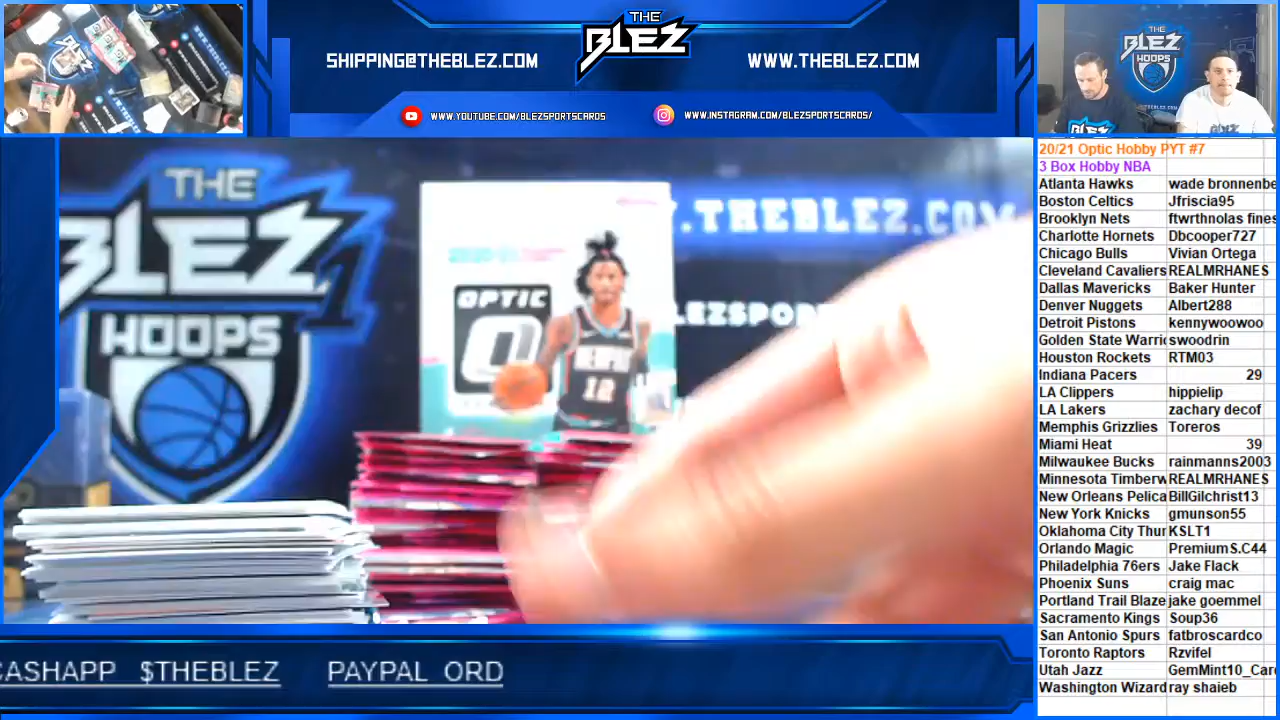 SHIPPING@THEBLEZ.COM
THE
BLEZ
WWW.THEBLEZ.COM
WWW.YOUTUBE.COM/BLEZSPORTSCARDS
WWW.INSTAGRAM.COM/BLEZSPORTSCARDS/
THE
BLEZ
HOOPS
OPTIC
12
.THEBLEZ.COM
LEZSPO
BLEZ
HOOPS
20/21 Optic Hobby PYT #7
3 Box Hobby NBA
Atlanta Hawks wade bronnenbe
Boston Celtics Jfriscia95
Brooklyn Nets ftwrthnolas fines
Charlotte Hornets Dbcooper727
Chicago Bulls Vivian Ortega
Cleveland Cavaliers REALMRHANES
Dallas Mavericks Baker Hunter
Denver Nuggets Albert288
Detroit Pistons kennywoowoo
Golden State Warri swoodrin
Houston Rockets RTM03
Indiana Pacers 29
LA Clippers hippielip
LA Lakers zachary decof
Memphis Grizzlies Toreros
Miami Heat 39
Milwaukee Bucks rainmanns2003
Minnesota Timberw REALMRHANES
New Orleans Pelica BillGilchrist13
New York Knicks gmunson55
Oklahoma City Thur KSLT1
Orlando Magic PremiumS.C44
Philadelphia 76ers Jake Flack
Phoenix Suns craig mac
Portland Trail Blaze jake goemmel
Sacramento Kings Soup36
San Antonio Spurs fatbroscardco
Toronto Raptors Rzvifel
Utah Jazz GemMint10_Car
Washington Wizard ray shaieb
CASHAPP $THEBLEZ PAYPAL ORD